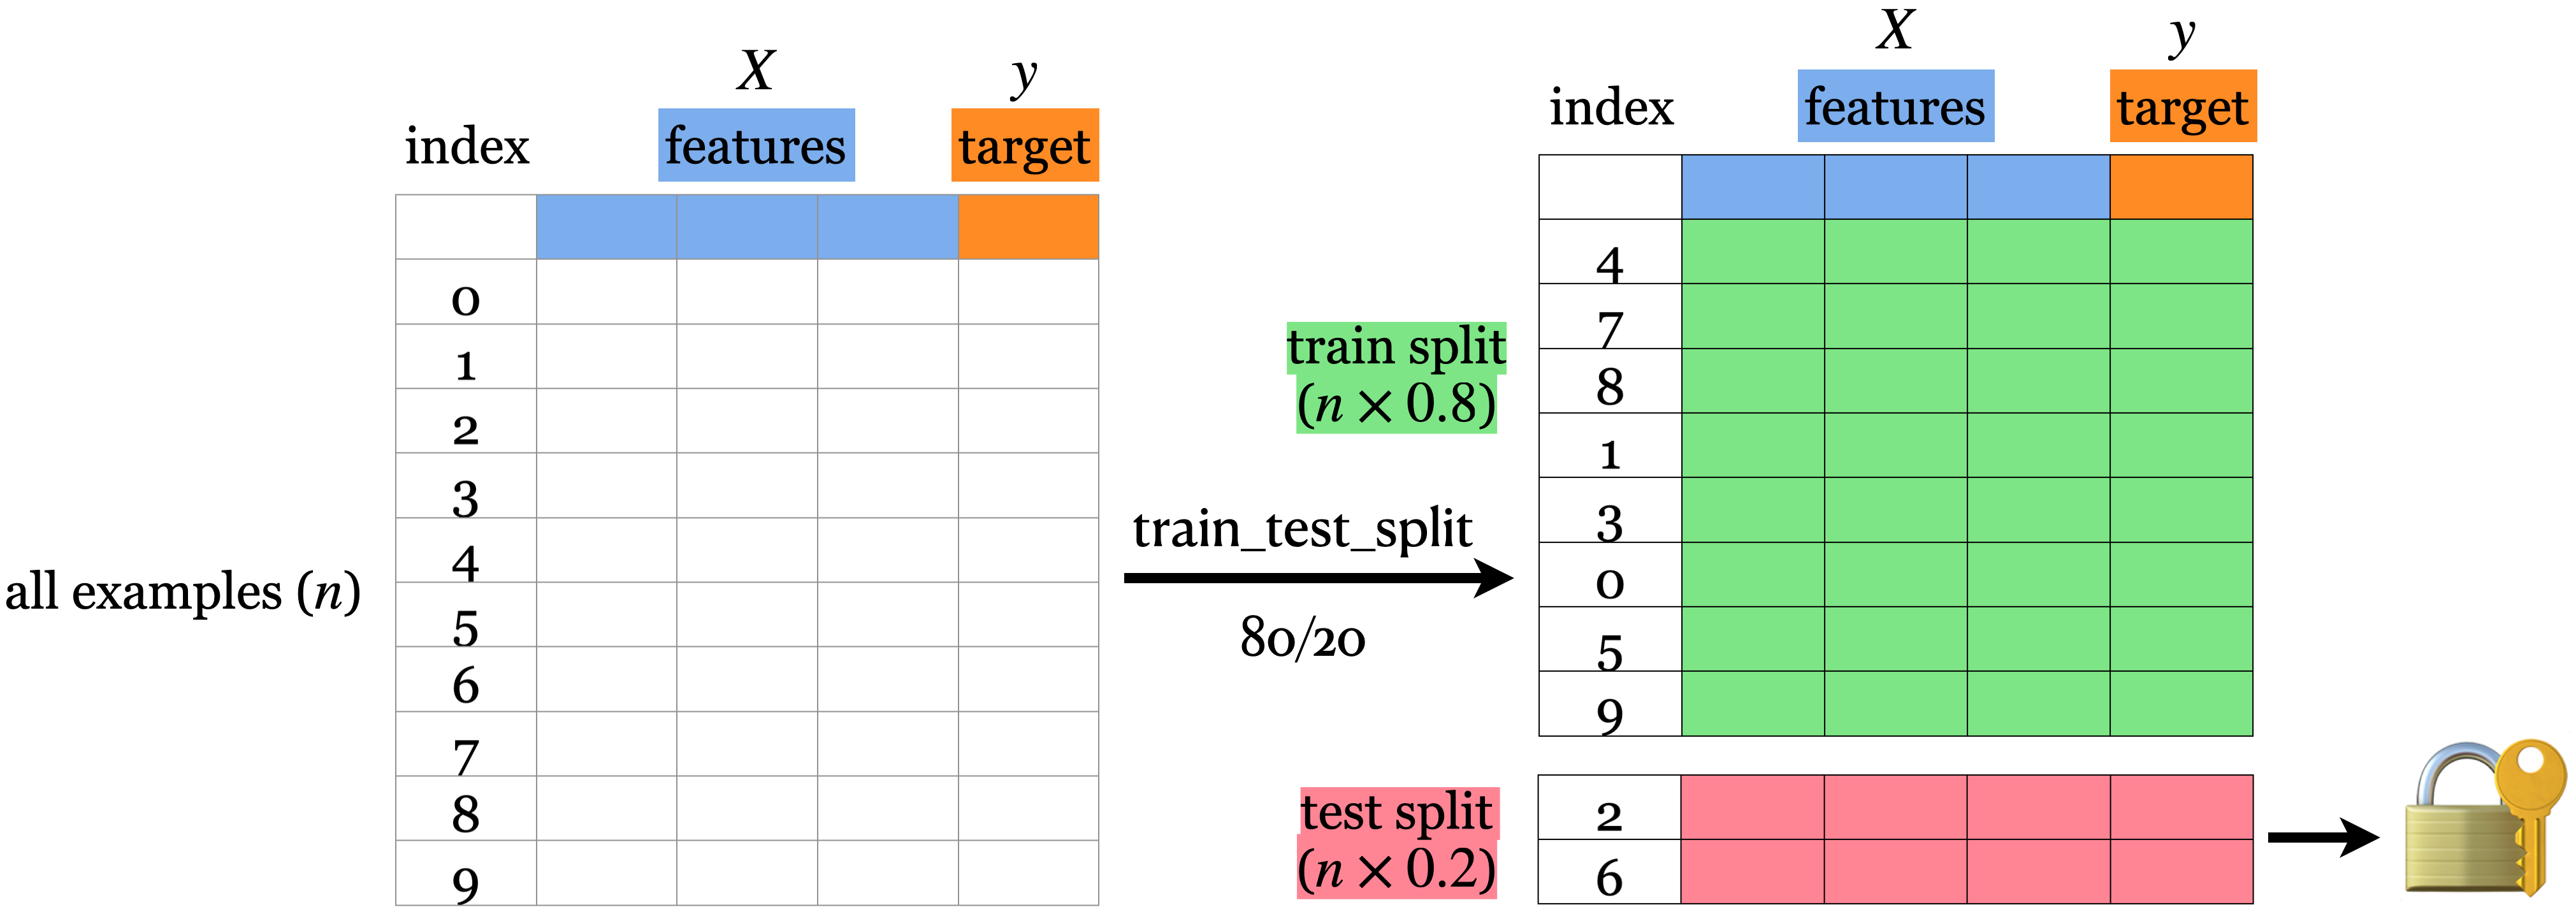 X y
index features target
0
1
2
3
4
5
6
7
8
9
all examples (n)
train_test_split
80/20
X y
index features target
train split
(n × 0.8)
4
7
8
1
3
0
5
9
test split
(n × 0.2)
2
6